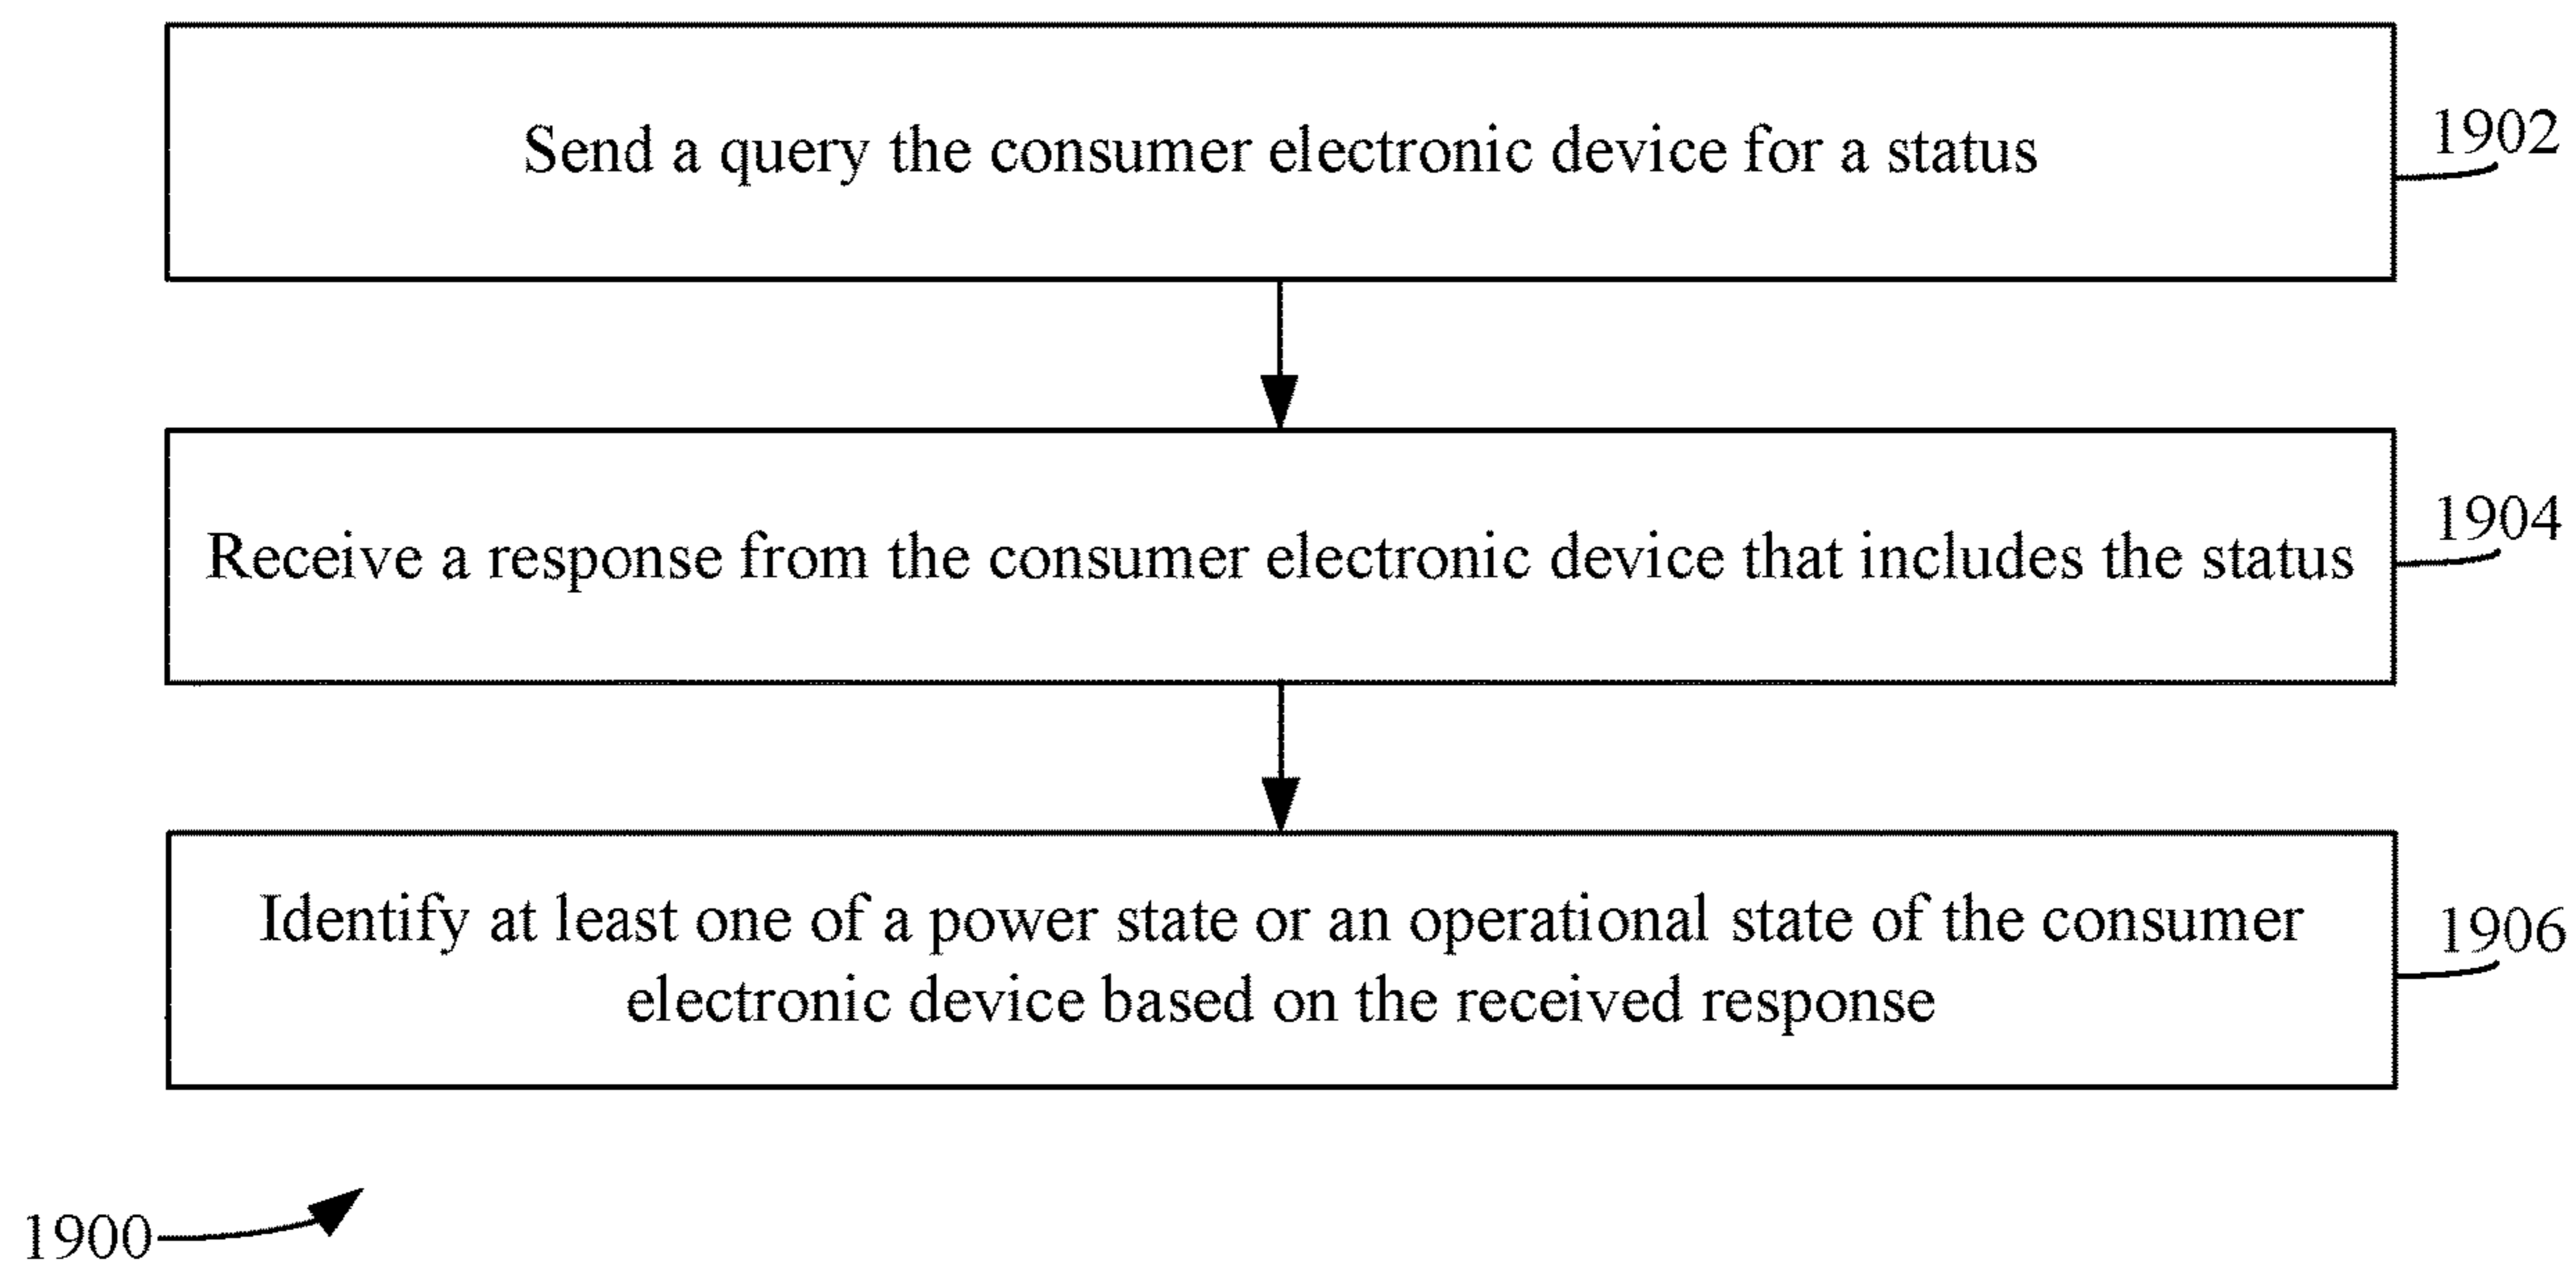 Send a query the consumer electronic device for a status
1902
Receive a response from the consumer electronic device that includes the status
1904
Identify at least one of a power state or an operational state of the consumer
electronic device based on the received response
1906
1900